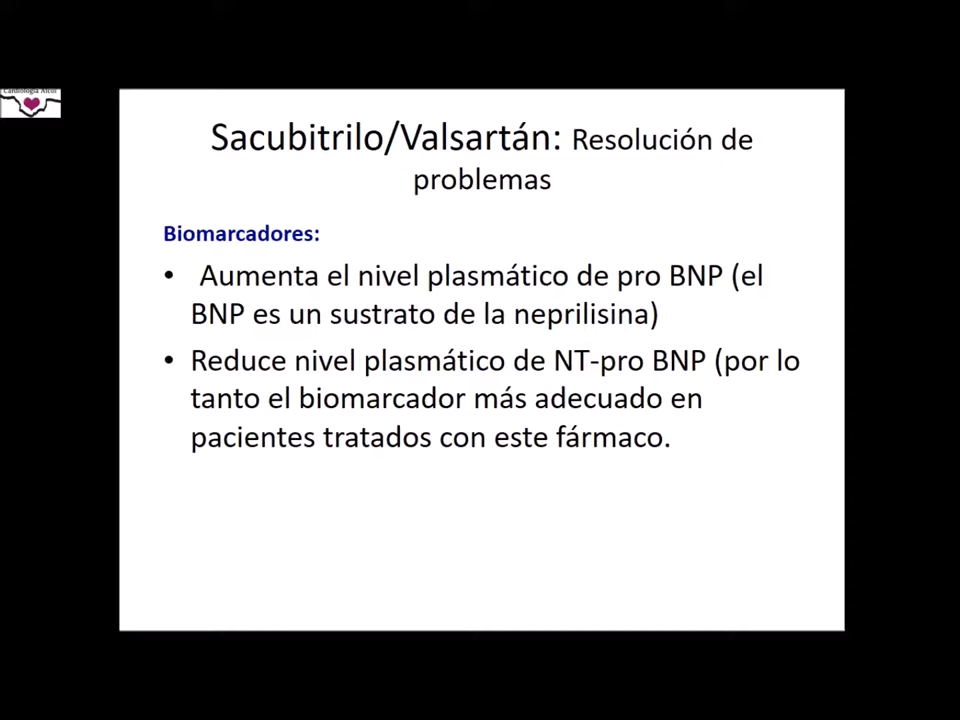 Cardiología Alcoi
Sacubitrilo/Valsartán: Resolución de
problemas
Biomarcadores:
• Aumenta el nivel plasmático de pro BNP (el
BNP es un sustrato de la neprilisina)
• Reduce nivel plasmático de NT-pro BNP (por lo
tanto el biomarcador más adecuado en
pacientes tratados con este fármaco.